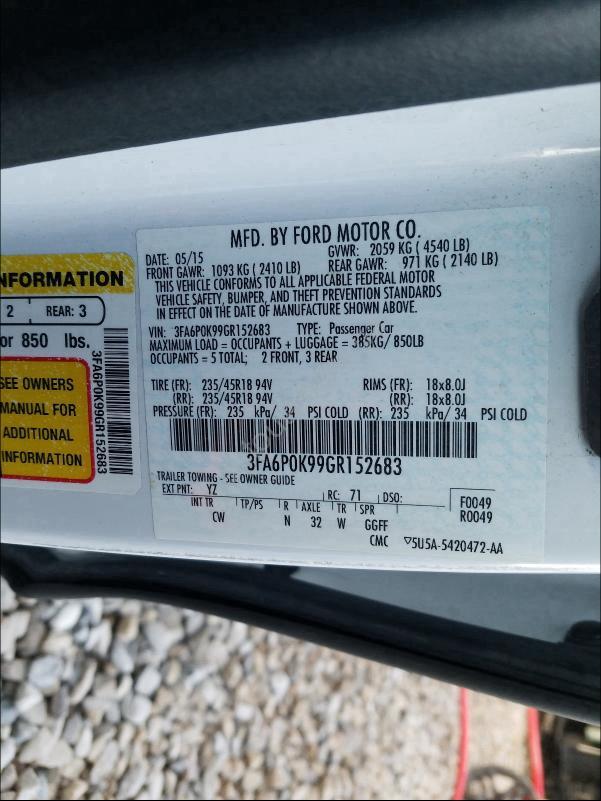 NFORMATION
2 REAR: 3
or 850 lbs.
SEE OWNERS
MANUAL FOR
ADDITIONAL
INFORMATION
3FA6P0K99GR152683
MFD. BY FORD MOTOR CO.
DATE: 05/15 GVWR: 2059 KG ( 4540 LB)
FRONT GAWR: 1093 KG ( 2410 LB) REAR GAWR: 971 KG ( 2140 LB)
THIS VEHICLE CONFORMS TO ALL APPLICABLE FEDERAL MOTOR
VEHICLE SAFETY, BUMPER, AND THEFT PREVENTION STANDARDS
IN EFFECT ON THE DATE OF MANUFACTURE SHOWN ABOVE.
VIN: 3FA6P0K99GR152683 TYPE: Passenger Car
MAXIMUM LOAD = OCCUPANTS + LUGGAGE = 385KG/ 850LB
OCCUPANTS = 5 TOTAL; 2 FRONT, 3 REAR
TIRE (FR): 235/45R18 94V RIMS (FR): 18x8.0J
(RR): 235/45R18 94V (RR): 18x8.0J
PRESSURE (FR): 235 kPa/ 34 PSI COLD (RR): 235 kPa/ 34 PSI COLD
3FA6P0K99GR152683
TRAILER TOWING - SEE OWNER GUIDE
EXT PNT: YZ RC: 71 DSO: F0049
INT TR TP/PS R AXLE TR SPR R0049
CW N 32 W GGFF
CMC ▽5U5A-5420472-AA